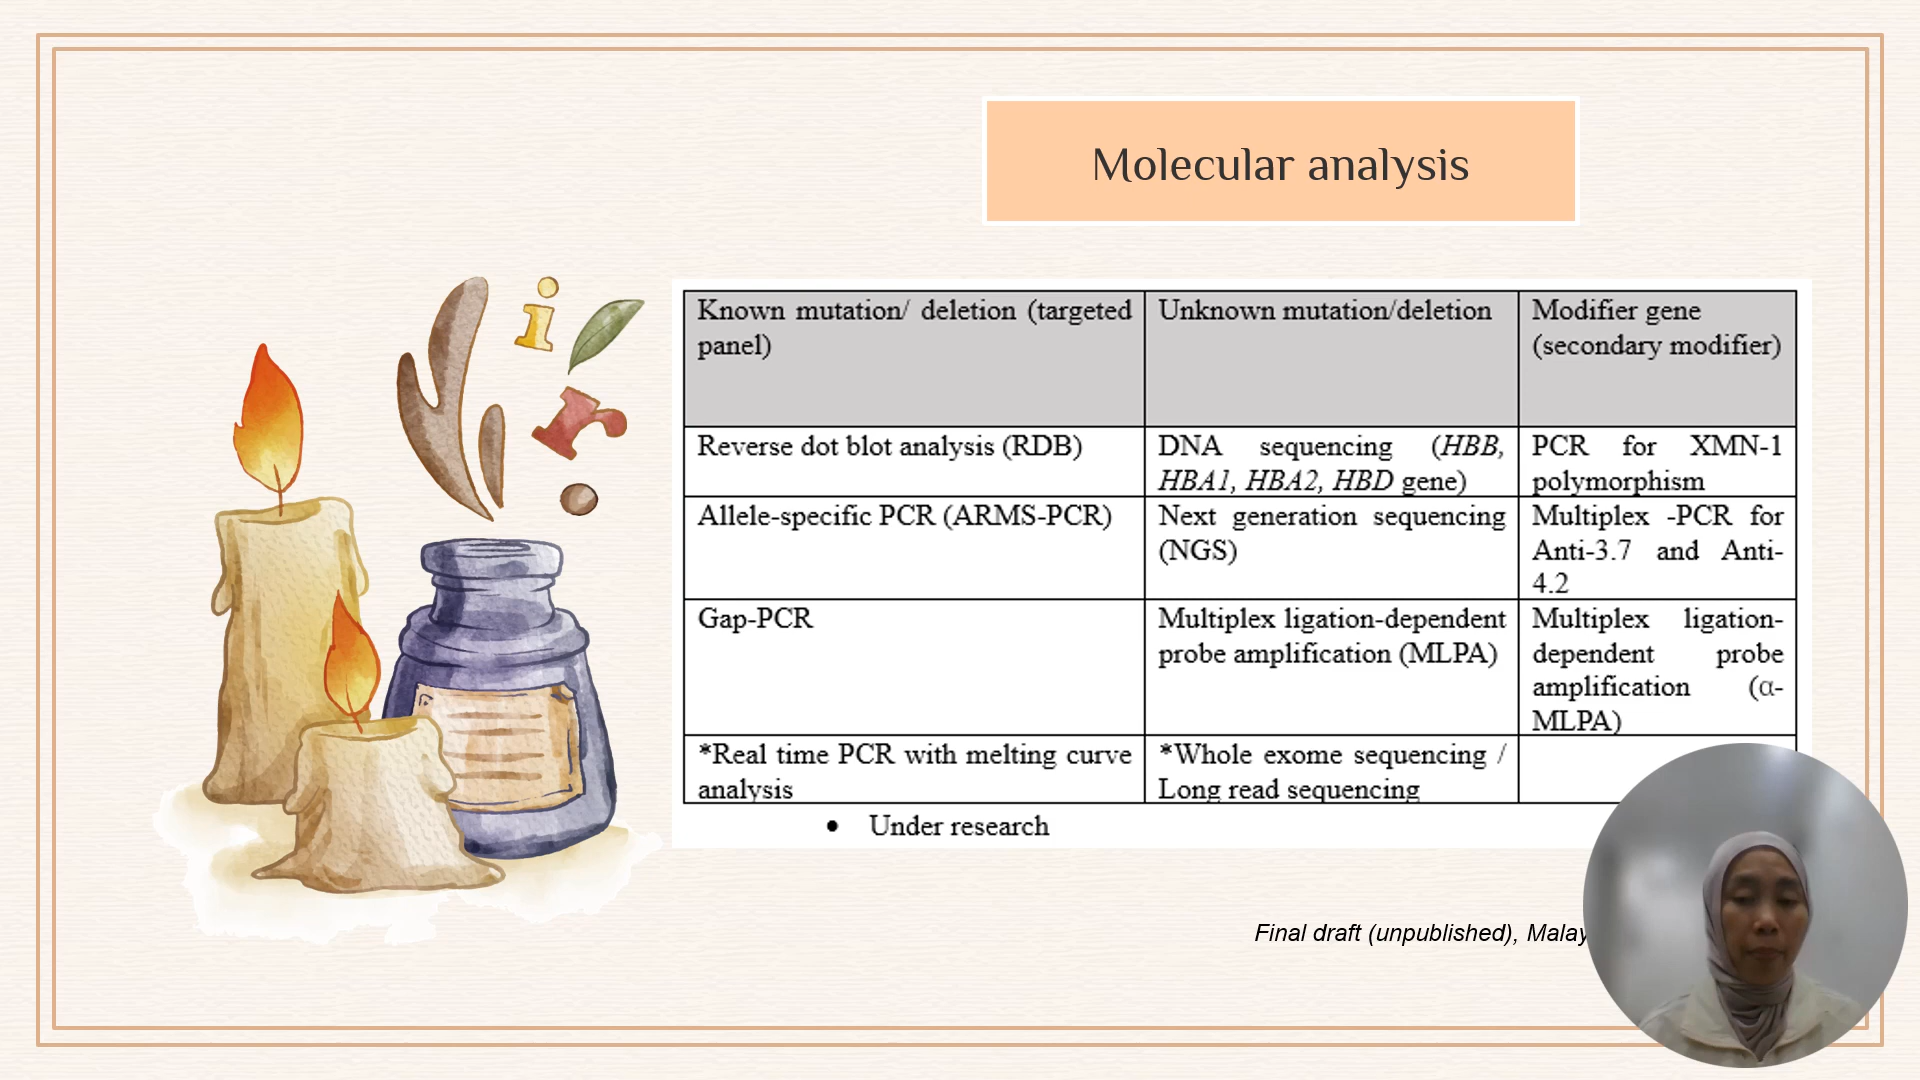 Molecular analysis
Known mutation/ deletion (targeted
panel)
Unknown mutation/deletion
Modifier gene
(secondary modifier)
Reverse dot blot analysis (RDB)
DNA sequencing (HBB,
HBA1, HBA2, HBD gene)
PCR for XMN-1
polymorphism
Allele-specific PCR (ARMS-PCR)
Next generation sequencing
(NGS)
Multiplex -PCR for
Anti-3.7 and Anti-
4.2
Gap-PCR
Multiplex ligation-dependent
probe amplification (MLPA)
Multiplex ligation-
dependent probe
amplification (α-
MLPA)
*Real time PCR with melting curve
analysis
*Whole exome sequencing /
Long read sequencing
• Under research
Final draft (unpublished),
i
r